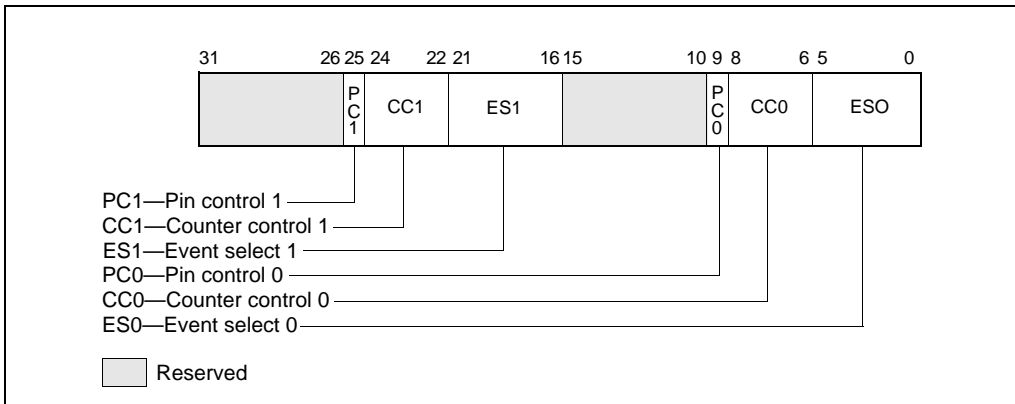 31 26 25 24 22 21 16 15 10 9 8 6 5 0
PC1 CC1 ES1 PC0 CC0 ESO
PC1—Pin control 1
CC1—Counter control 1
ES1—Event select 1
PC0—Pin control 0
CC0—Counter control 0
ES0—Event select 0
Reserved